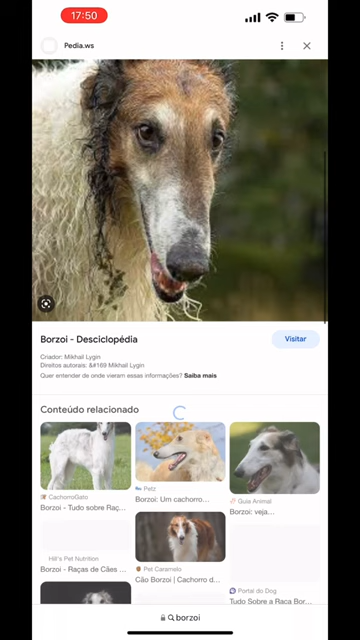 17:50
Pedia.ws
Borzoi - Desciclopédia
Visitar
Criador: Mikhail Lygin
Direitos autorais: &#169 Mikhail Lygin
Quer entender de onde vieram essas informações? Saiba mais
Conteúdo relacionado
CachorroGato
Borzoi - Tudo sobre Raç...
Petz
Borzoi: Um cachorro...
Guia Animal
Borzoi: veja...
Hill's Pet Nutrition
Borzoi - Raças de Cães ...
Pet Caramelo
Cão Borzoi | Cachorro d...
Portal do Dog
Tudo Sobre a Raca Bor...
borzoi